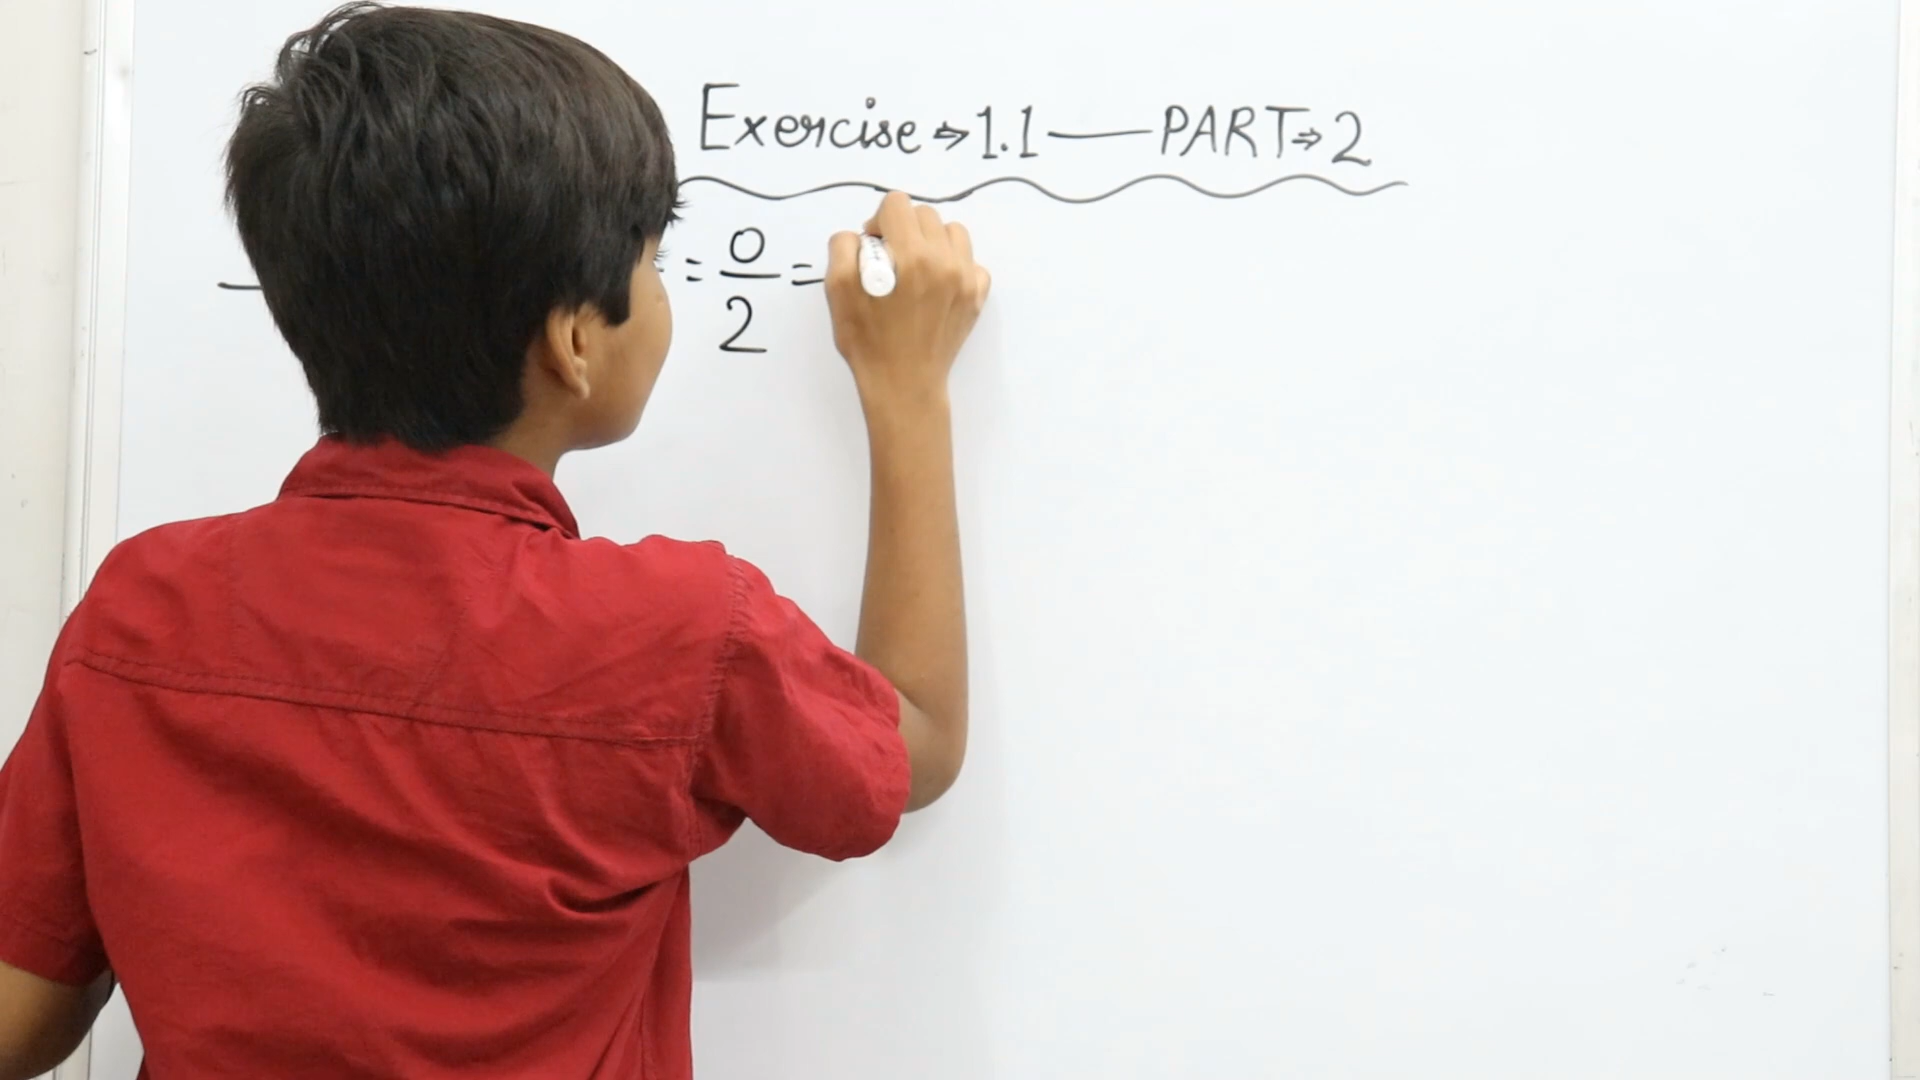 Exercise ⇒ 1.1 — PART ⇒ 2
= 0/2 =